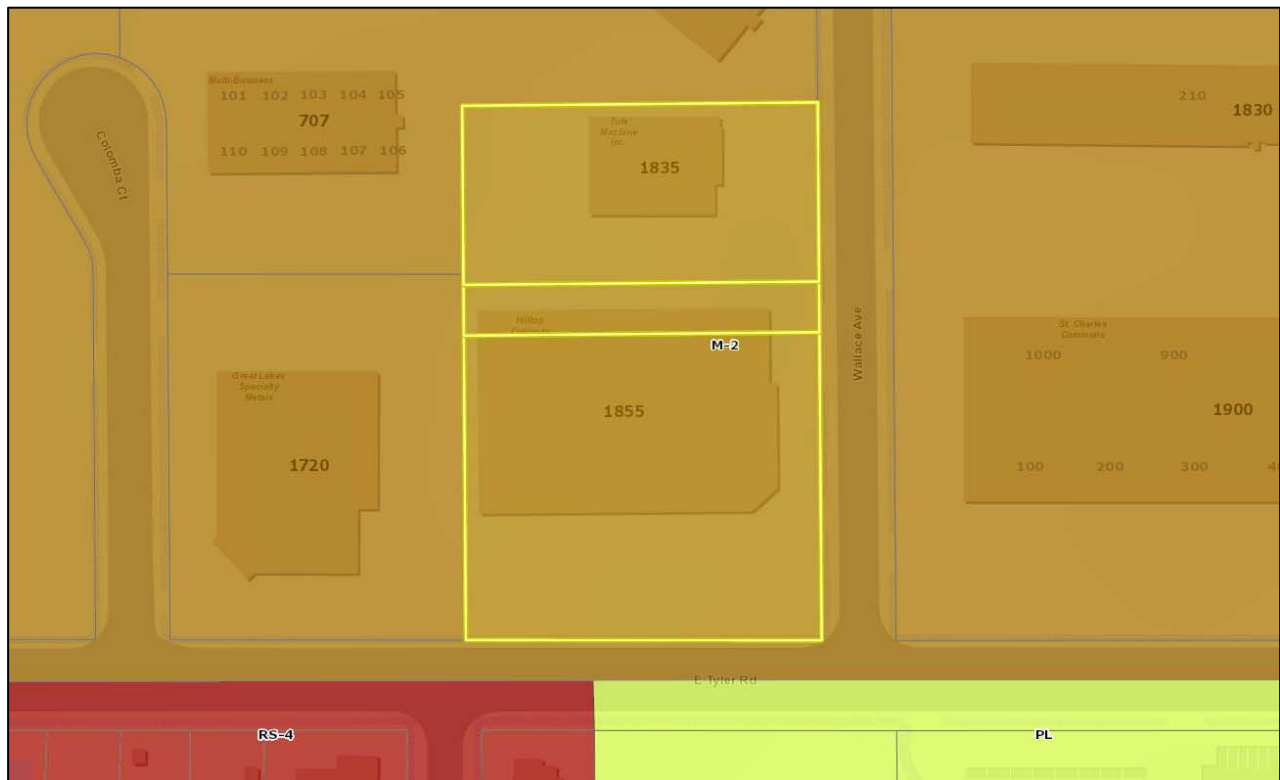 Multi-Business
101 102 103 104 105
707
110 109 108 107 106
Colomba Ct
Tuls
Machine
Inc
1835
210
1830
Hilltop
M-2
Wallace Ave
1855
Great Lakes
Specialty
Metals
1720
St. Charles
Commons
1000 900
1900
100 200 300
E Tyler Rd
RS-4
PL